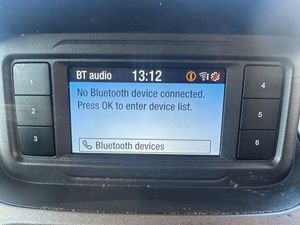 BT audio 13:12
1
2
3
No Bluetooth device connected.
Press OK to enter device list.
Bluetooth devices
4
5
6